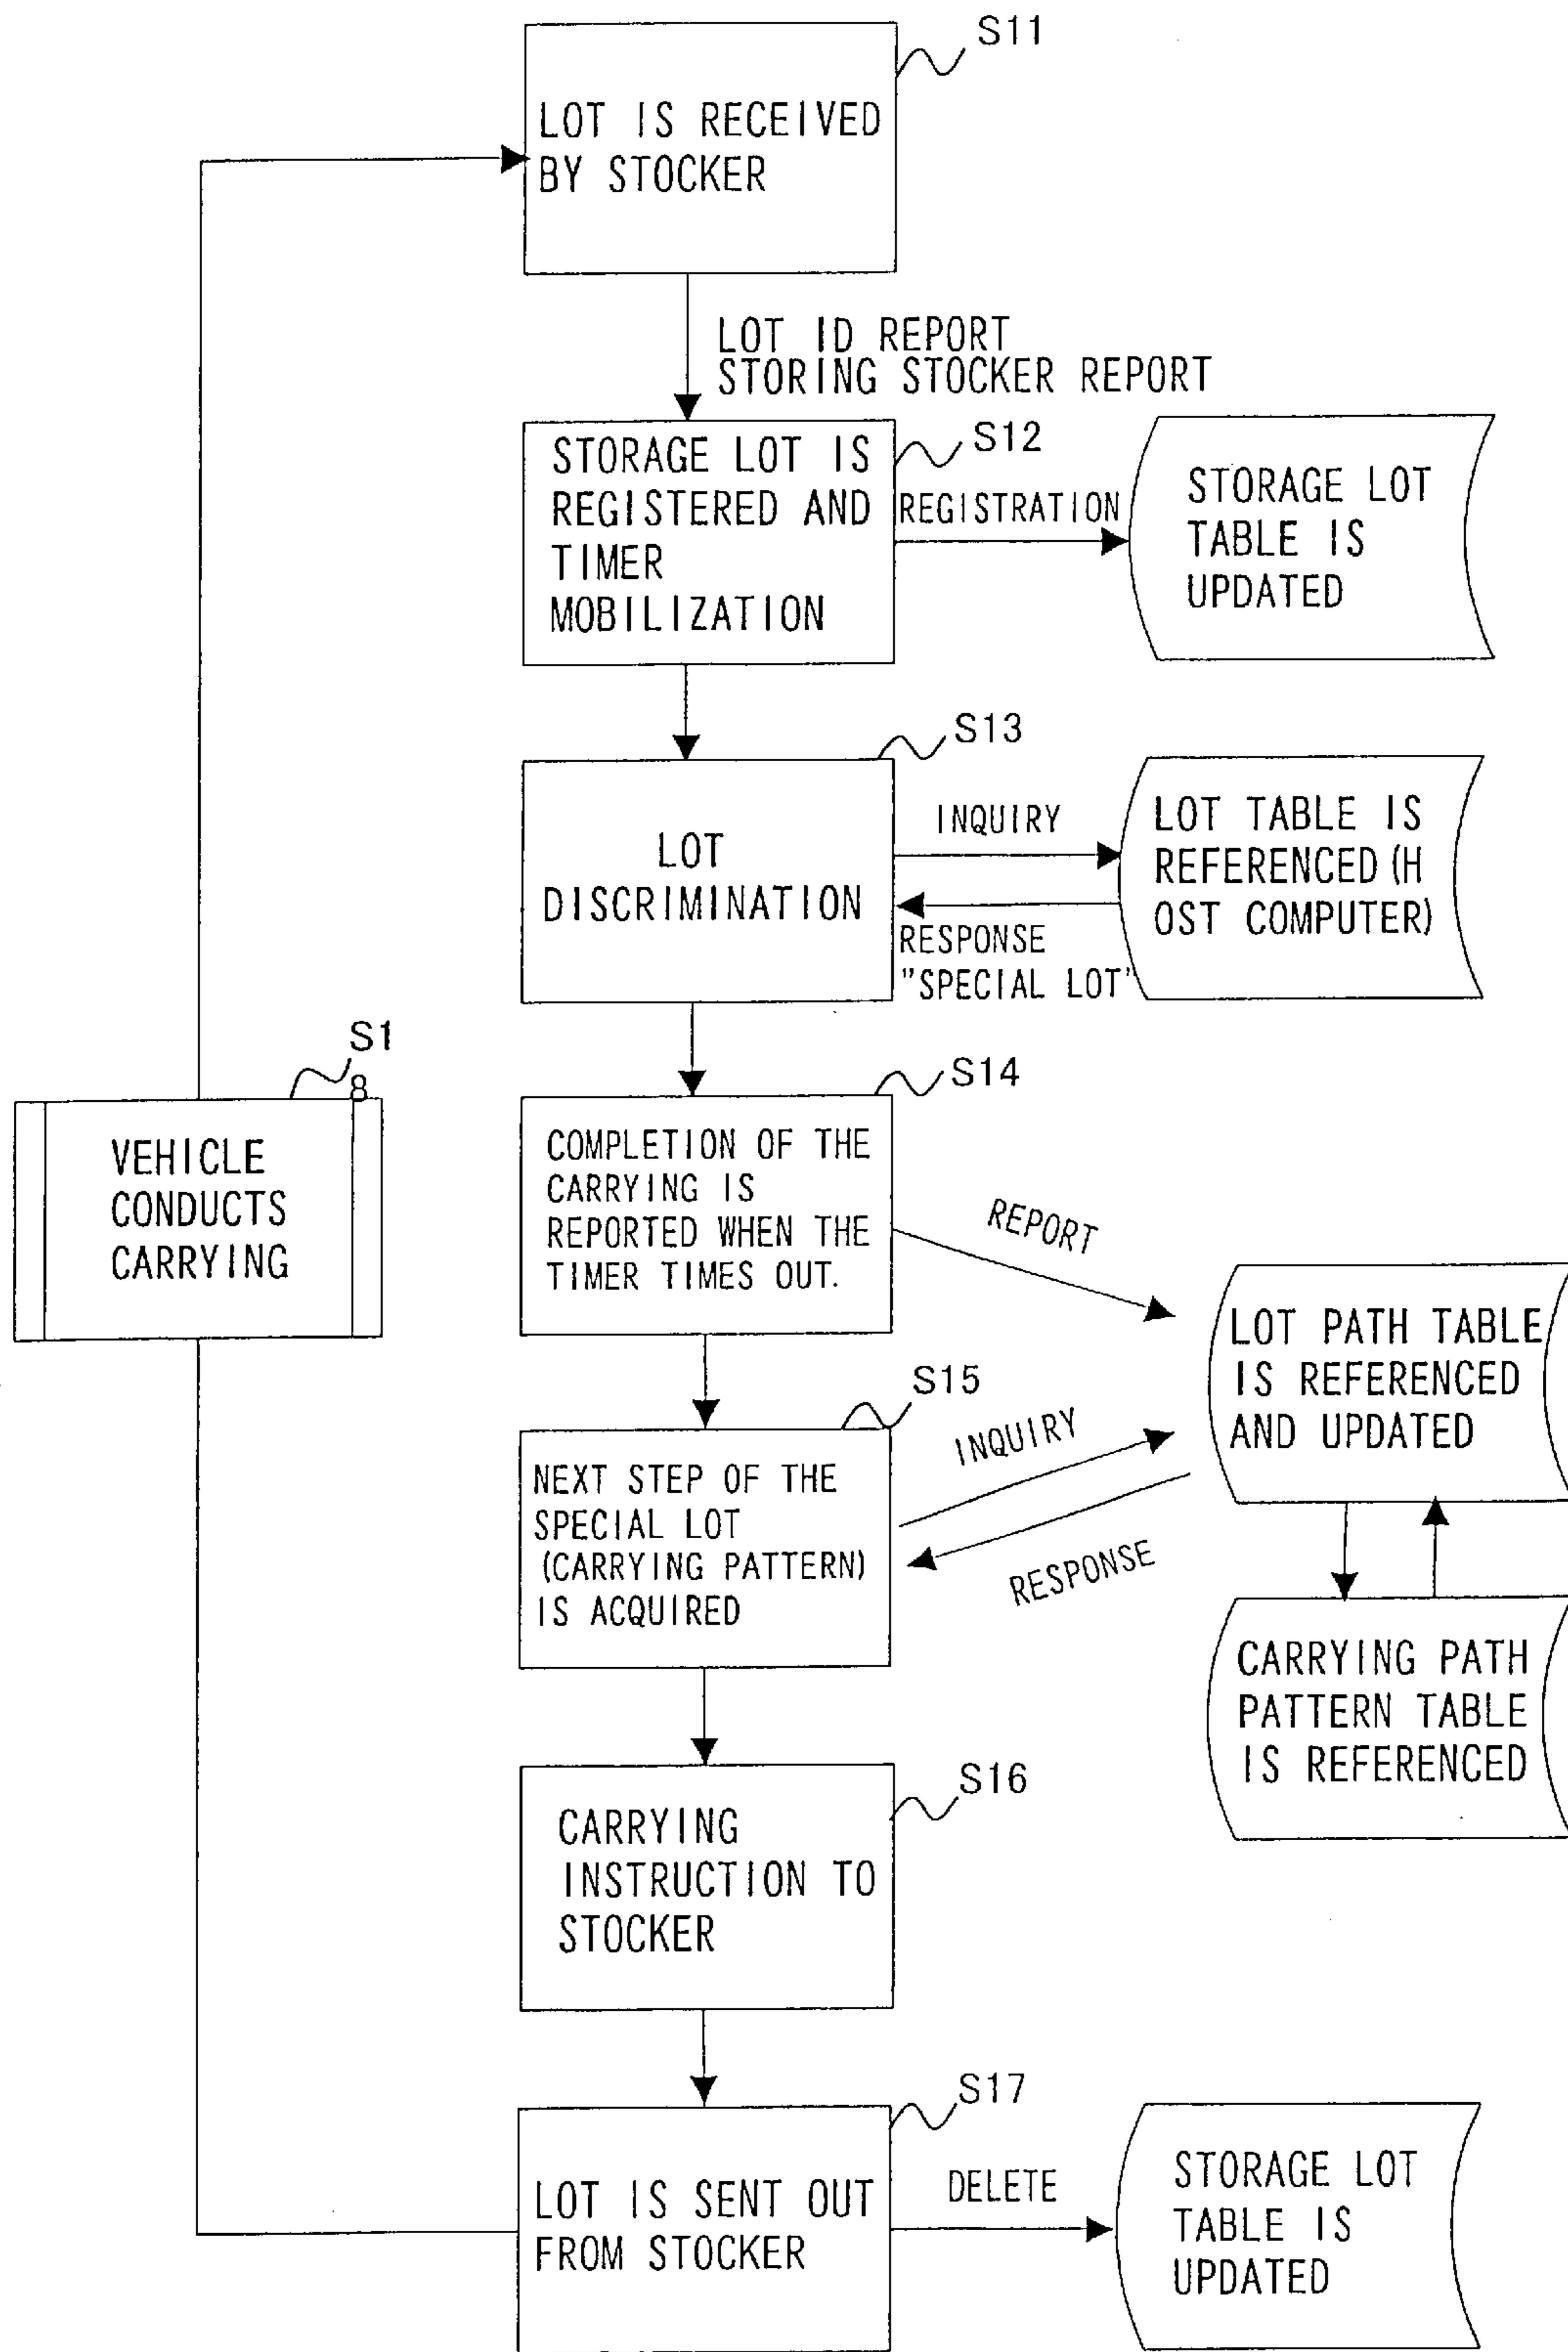 S11
LOT IS RECEIVED
BY STOCKER
LOT ID REPORT
STORING STOCKER REPORT
S12
STORAGE LOT IS
REGISTERED AND
TIMER
MOBILIZATION
REGISTRATION
STORAGE LOT
TABLE IS
UPDATED
S13
LOT
DISCRIMINATION
INQUIRY
RESPONSE
"SPECIAL LOT"
LOT TABLE IS
REFERENCED (H
OST COMPUTER)
S1
8
VEHICLE
CONDUCTS
CARRYING
S14
COMPLETION OF THE
CARRYING IS
REPORTED WHEN THE
TIMER TIMES OUT.
REPORT
LOT PATH TABLE
IS REFERENCED
AND UPDATED
S15
NEXT STEP OF THE
SPECIAL LOT
(CARRYING PATTERN)
IS ACQUIRED
INQUIRY
RESPONSE
CARRYING PATH
PATTERN TABLE
IS REFERENCED
S16
CARRYING
INSTRUCTION TO
STOCKER
S17
LOT IS SENT OUT
FROM STOCKER
DELETE
STORAGE LOT
TABLE IS
UPDATED